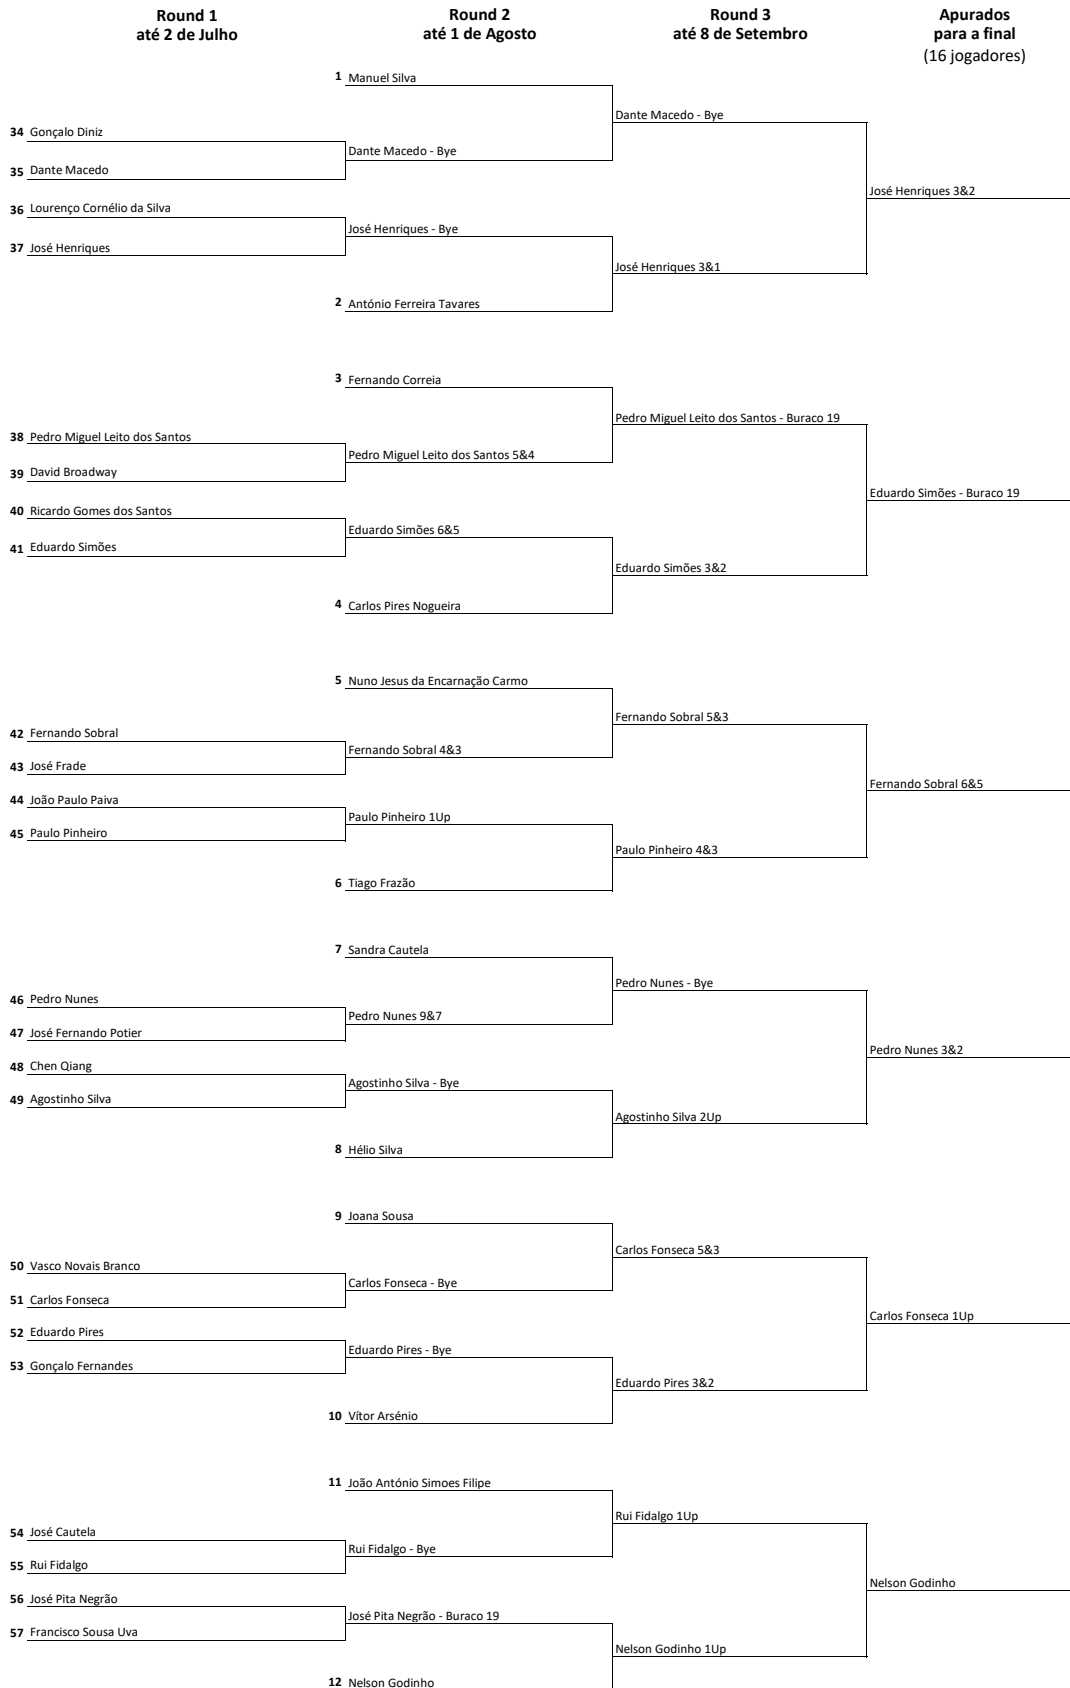 Round 1
até 2 de Julho
Round 2
até 1 de Agosto
Round 3
até 8 de Setembro
Apurados
para a final
(16 jogadores)
1 Manuel Silva
Dante Macedo - Bye
34 Gonçalo Diniz
Dante Macedo - Bye
35 Dante Macedo
José Henriques 3&2
36 Lourenço Cornélio da Silva
José Henriques - Bye
37 José Henriques
José Henriques 3&1
2 António Ferreira Tavares
3 Fernando Correia
Pedro Miguel Leito dos Santos - Buraco 19
38 Pedro Miguel Leito dos Santos
Pedro Miguel Leito dos Santos 5&4
39 David Broadway
Eduardo Simões - Buraco 19
40 Ricardo Gomes dos Santos
Eduardo Simões 6&5
41 Eduardo Simões
Eduardo Simões 3&2
4 Carlos Pires Nogueira
5 Nuno Jesus da Encarnação Carmo
Fernando Sobral 5&3
42 Fernando Sobral
Fernando Sobral 4&3
43 José Frade
Fernando Sobral 6&5
44 João Paulo Paiva
Paulo Pinheiro 1Up
45 Paulo Pinheiro
Paulo Pinheiro 4&3
6 Tiago Frazão
7 Sandra Cautela
Pedro Nunes - Bye
46 Pedro Nunes
Pedro Nunes 9&7
47 José Fernando Potier
Pedro Nunes 3&2
48 Chen Qiang
Agostinho Silva - Bye
49 Agostinho Silva
Agostinho Silva 2Up
8 Hélio Silva
9 Joana Sousa
Carlos Fonseca 5&3
50 Vasco Novais Branco
Carlos Fonseca - Bye
51 Carlos Fonseca
Carlos Fonseca 1Up
52 Eduardo Pires
Eduardo Pires - Bye
53 Gonçalo Fernandes
Eduardo Pires 3&2
10 Vítor Arsénio
11 João António Simoes Filipe
Rui Fidalgo 1Up
54 José Cautela
Rui Fidalgo - Bye
55 Rui Fidalgo
Nelson Godinho
56 José Pita Negrão
José Pita Negrão - Buraco 19
57 Francisco Sousa Uva
Nelson Godinho 1Up
12 Nelson Godinho